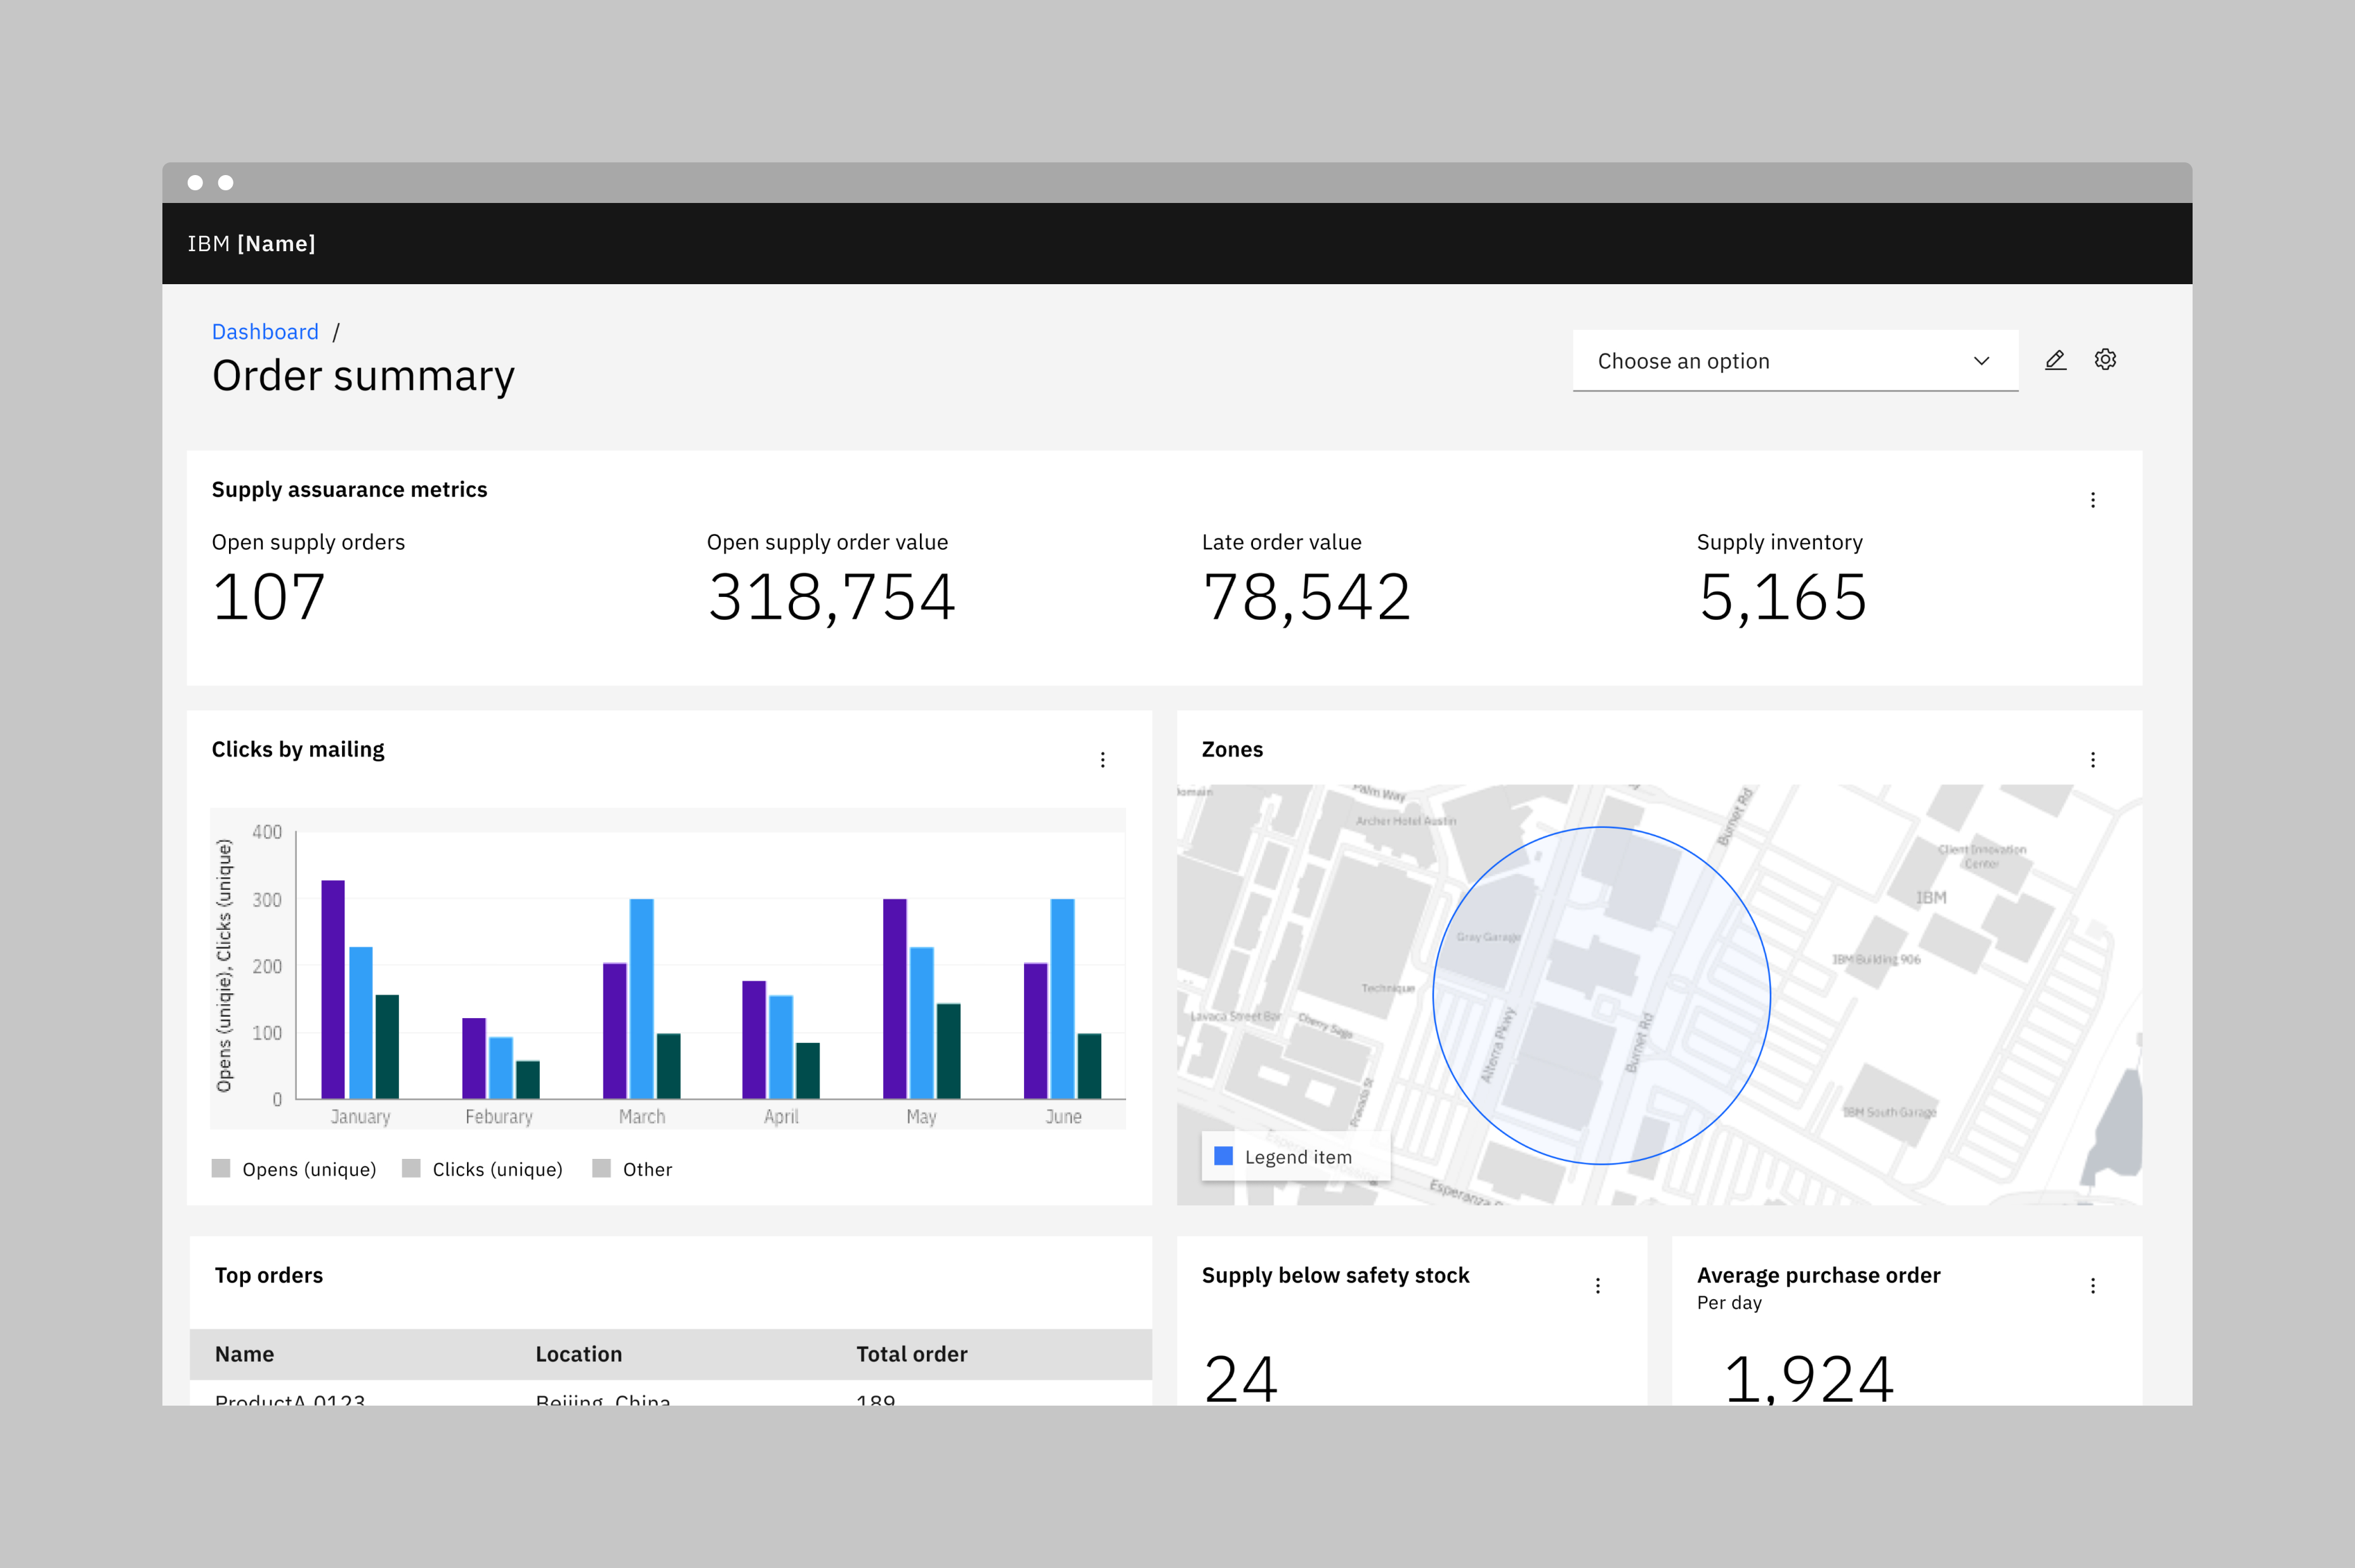 IBM [Name]
Dashboard /
Order summary
Choose an option
Supply assuarance metrics
Open supply orders
107
Open supply order value
318,754
Late order value
78,542
Supply inventory
5,165
Clicks by mailing
Opens (uniqie), Clicks (unique)
400
300
200
100
0
January
Feburary
March
April
May
June
Opens (unique)
Clicks (unique)
Other
Zones
Palm Way
Archer Hotel Austin
Burnet Rd
Client Innovation
Center
IBM
Gray Garage
IBM Building 906
Technique
Lavaca Street Bar
Cherry Sage
Alterra Pkwy
Burnet Rd
IBM South Garage
Legend item
Esperanza
Top orders
Name
Location
Total order
ProductA 0123
Beijing, China
189
Supply below safety stock
24
Average purchase order
Per day
1,924